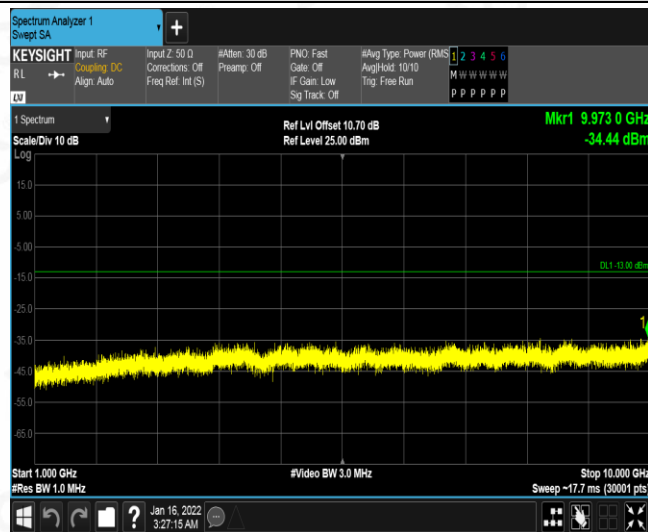 Spectrum Analyzer 1
Swept SA
+
KEYSIGHT
RL
LXI
Input: RF
Coupling: DC
Align: Auto
Input Z: 50 Ω
Corrections: Off
Freq Ref: Int (S)
#Atten: 30 dB
Preamp: Off
PNO: Fast
Gate: Off
IF Gain: Low
Sig Track: Off
#Avg Type: Power (RMS
Avg|Hold: 10/10
Trig: Free Run
1 2 3 4 5 6
M W W W W W
P P P P P P
1 Spectrum
Scale/Div 10 dB
Ref Lvl Offset 10.70 dB
Ref Level 25.00 dBm
Mkr1 9.973 0 GHz
-34.44 dBm
Log
15.0
5.00
-5.00
DL1 -13.00 dBm
-15.0
-25.0
1
-35.0
-45.0
-55.0
-65.0
Start 1.000 GHz
#Video BW 3.0 MHz
Stop 10.000 GHz
#Res BW 1.0 MHz
Sweep ~17.7 ms (30001 pts)
?
Jan 16, 2022
3:27:15 AM